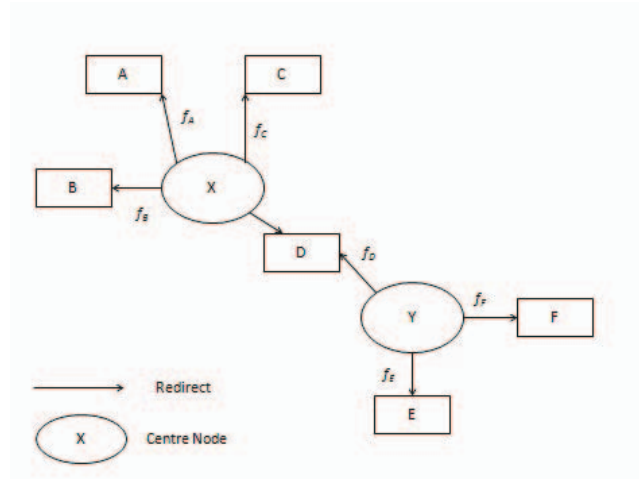 A
C
f_A
f_C
B
X
f_B
D
f_D
Y
f_F
F
f_E
E
Redirect
X
Centre Node